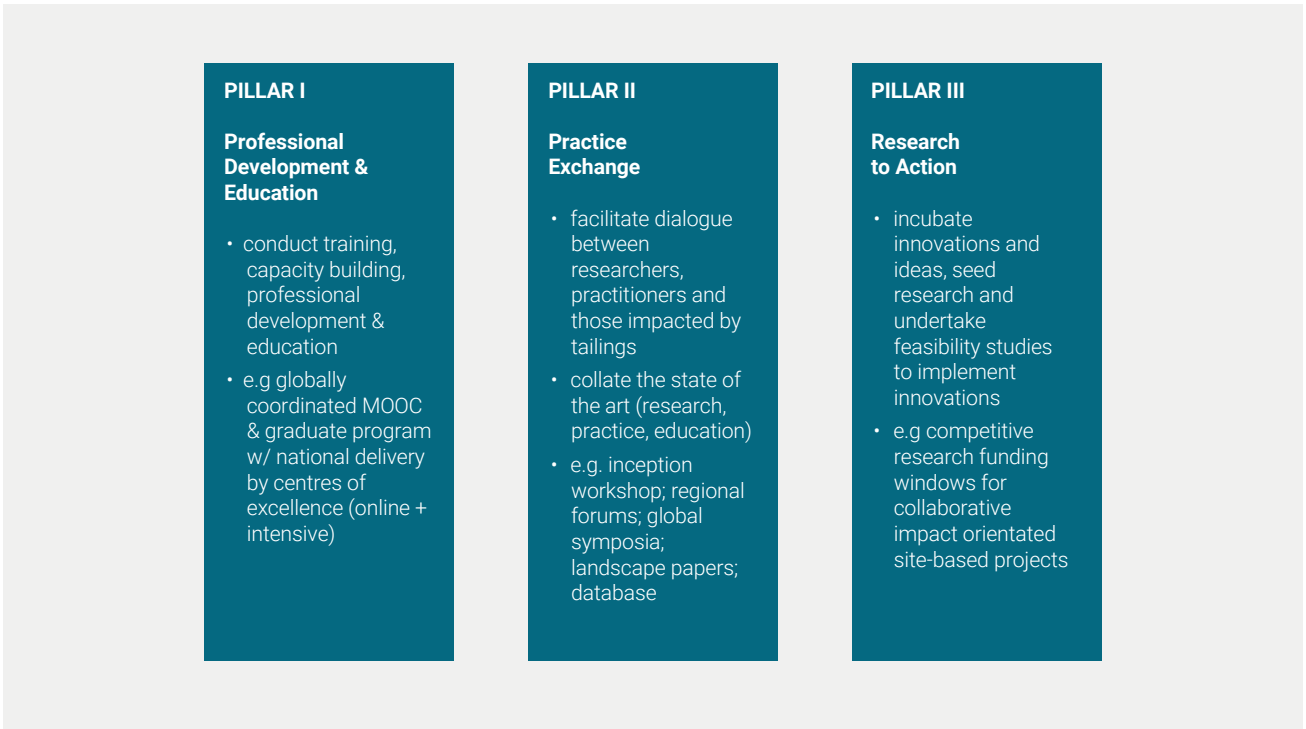 PILLAR I
Professional
Development &
Education
• conduct training,
capacity building,
professional
development &
education
• e.g globally
coordinated MOOC
& graduate program
w/ national delivery
by centres of
excellence (online +
intensive)
PILLAR II
Practice
Exchange
• facilitate dialogue
between
researchers,
practitioners and
those impacted by
tailings
• collate the state of
the art (research,
practice, education)
• e.g. inception
workshop; regional
forums; global
symposia;
landscape papers;
database
PILLAR III
Research
to Action
• incubate
innovations and
ideas, seed
research and
undertake
feasibility studies
to implement
innovations
• e.g competitive
research funding
windows for
collaborative
impact orientated
site-based projects